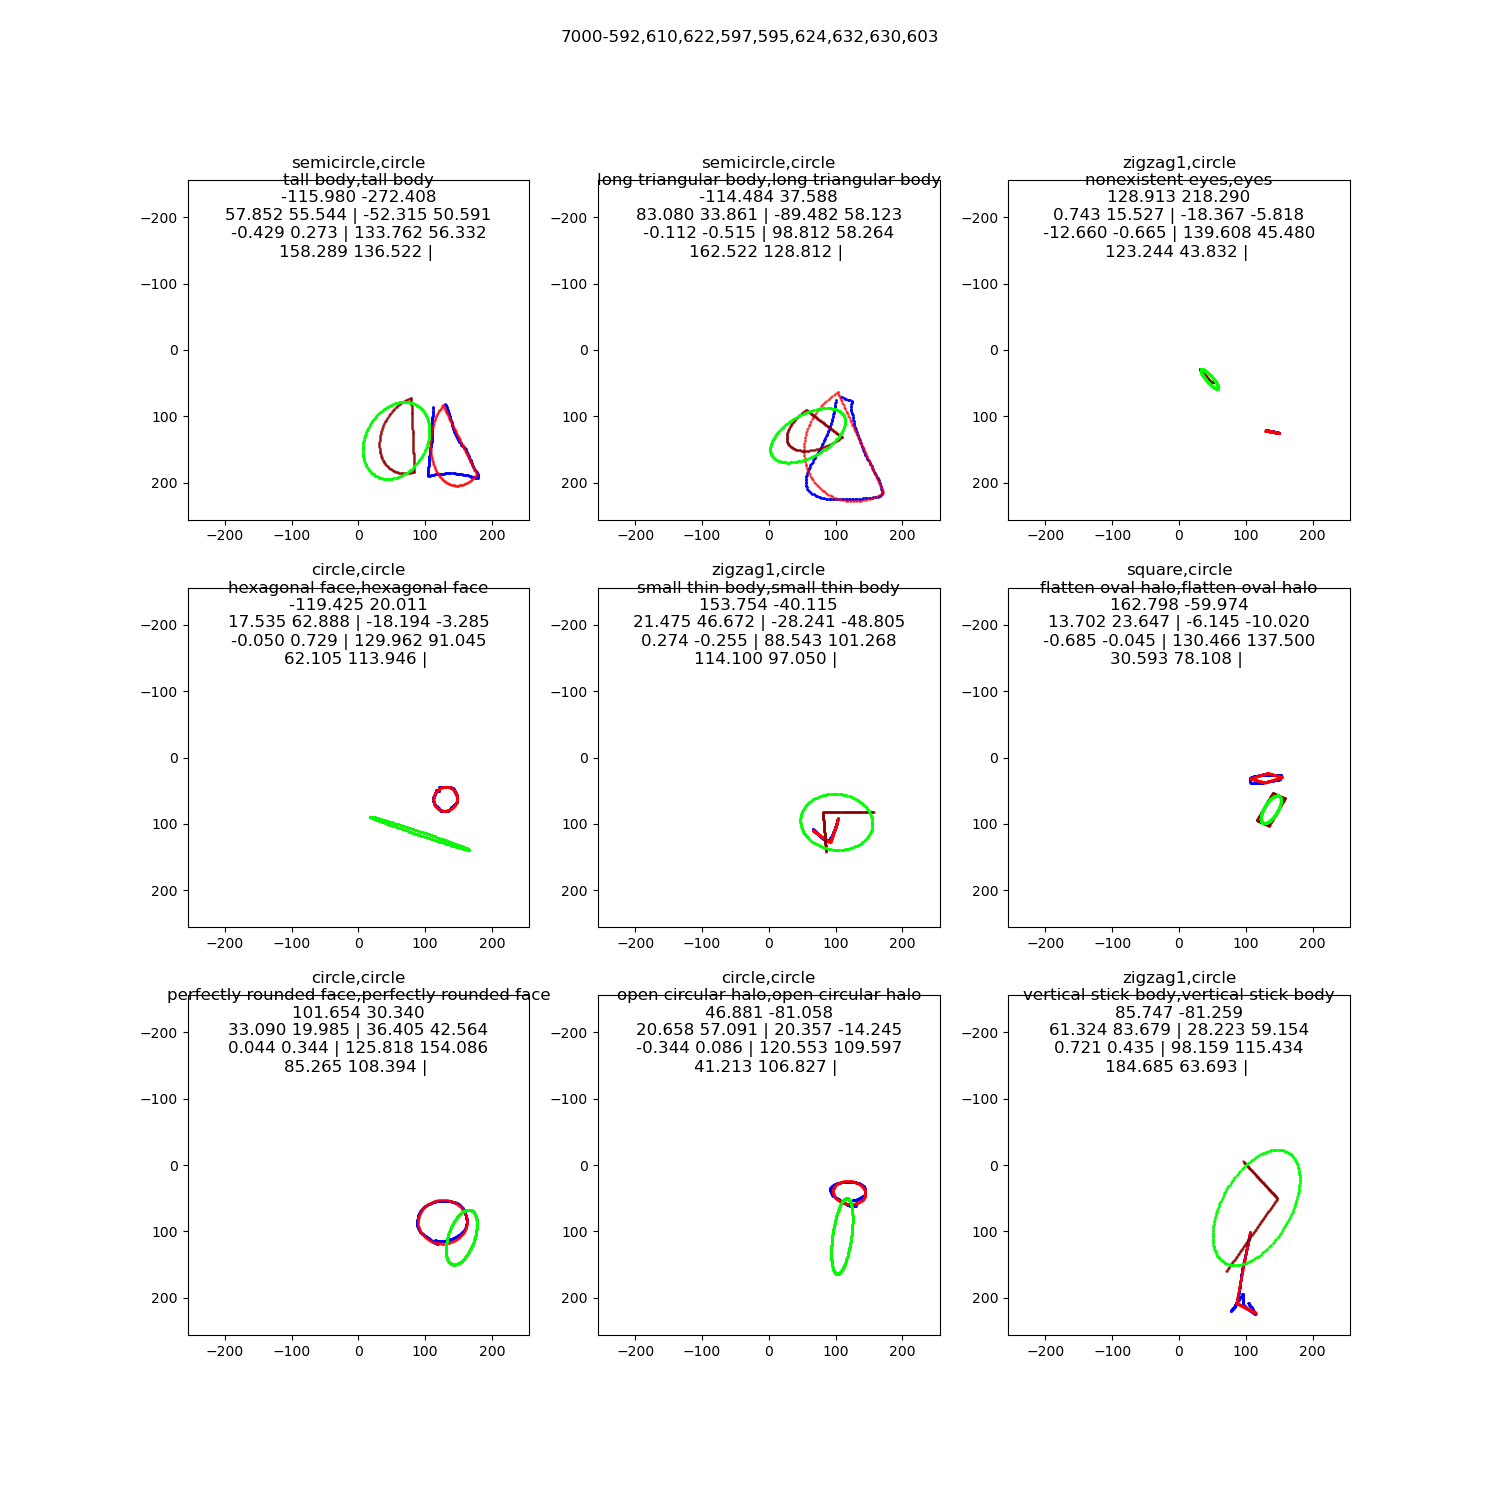 7000-592,610,622,597,595,624,632,630,603
semicircle,circle
tall body,tall body
-115.980 -272.408
57.852 55.544 | -52.315 50.591
-0.429 0.273 | 133.762 56.332
158.289 136.522 |
−200
−100
0
100
200
−200 −100 0 100 200
semicircle,circle
long triangular body,long triangular body
-114.484 37.588
83.080 33.861 | -89.482 58.123
-0.112 -0.515 | 98.812 58.264
162.522 128.812 |
−200
−100
0
100
200
−200 −100 0 100 200
zigzag1,circle
nonexistent eyes,eyes
128.913 218.290
0.743 15.527 | -18.367 -5.818
-12.660 -0.665 | 139.608 45.480
123.244 43.832 |
−200
−100
0
100
200
−200 −100 0 100 200
circle,circle
hexagonal face,hexagonal face
-119.425 20.011
17.535 62.888 | -18.194 -3.285
-0.050 0.729 | 129.962 91.045
62.105 113.946 |
−200
−100
0
100
200
−200 −100 0 100 200
zigzag1,circle
small thin body,small thin body
153.754 -40.115
21.475 46.672 | -28.241 -48.805
0.274 -0.255 | 88.543 101.268
114.100 97.050 |
−200
−100
0
100
200
−200 −100 0 100 200
square,circle
flatten oval halo,flatten oval halo
162.798 -59.974
13.702 23.647 | -6.145 -10.020
-0.685 -0.045 | 130.466 137.500
30.593 78.108 |
−200
−100
0
100
200
−200 −100 0 100 200
circle,circle
perfectly rounded face,perfectly rounded face
101.654 30.340
33.090 19.985 | 36.405 42.564
0.044 0.344 | 125.818 154.086
85.265 108.394 |
−200
−100
0
100
200
−200 −100 0 100 200
circle,circle
open circular halo,open circular halo
46.881 -81.058
20.658 57.091 | 20.357 -14.245
-0.344 0.086 | 120.553 109.597
41.213 106.827 |
−200
−100
0
100
200
−200 −100 0 100 200
zigzag1,circle
vertical stick body,vertical stick body
85.747 -81.259
61.324 83.679 | 28.223 59.154
0.721 0.435 | 98.159 115.434
184.685 63.693 |
−200
−100
0
100
200
−200 −100 0 100 200